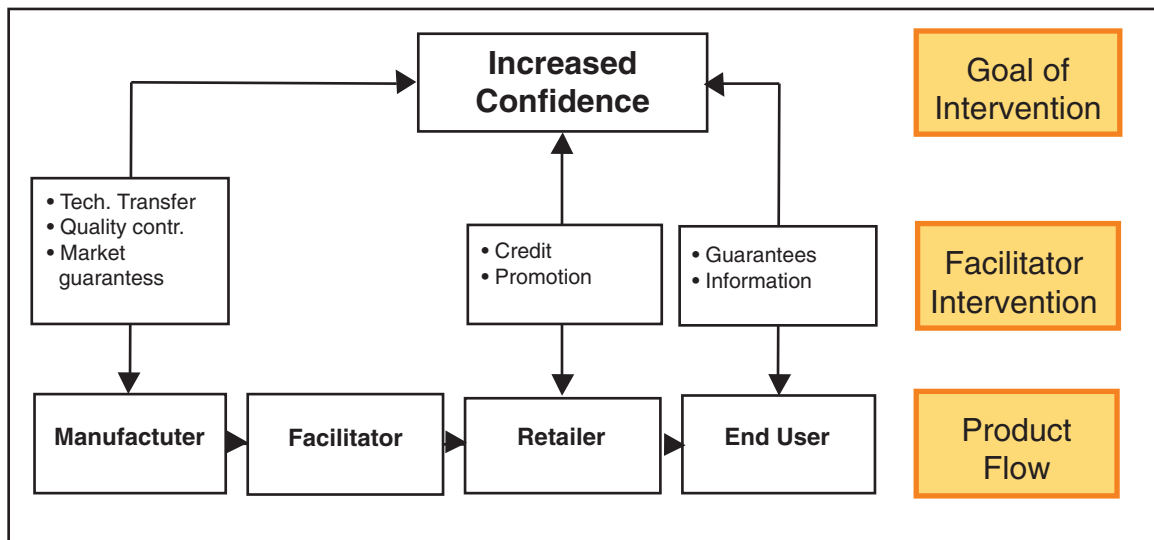 Increased
Confidence
Goal of
Intervention
• Tech. Transfer
• Quality contr.
• Market
guarantess
• Credit
• Promotion
• Guarantees
• Information
Facilitator
Intervention
Manufactuter
Facilitator
Retailer
End User
Product
Flow